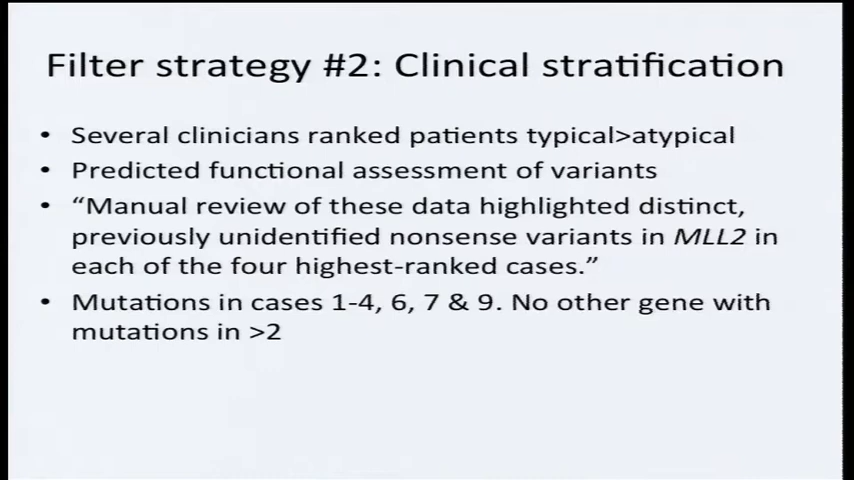 Filter strategy #2: Clinical stratification
• Several clinicians ranked patients typical>atypical
• Predicted functional assessment of variants
• “Manual review of these data highlighted distinct,
previously unidentified nonsense variants in MLL2 in
each of the four highest-ranked cases.”
• Mutations in cases 1-4, 6, 7 & 9. No other gene with
mutations in >2